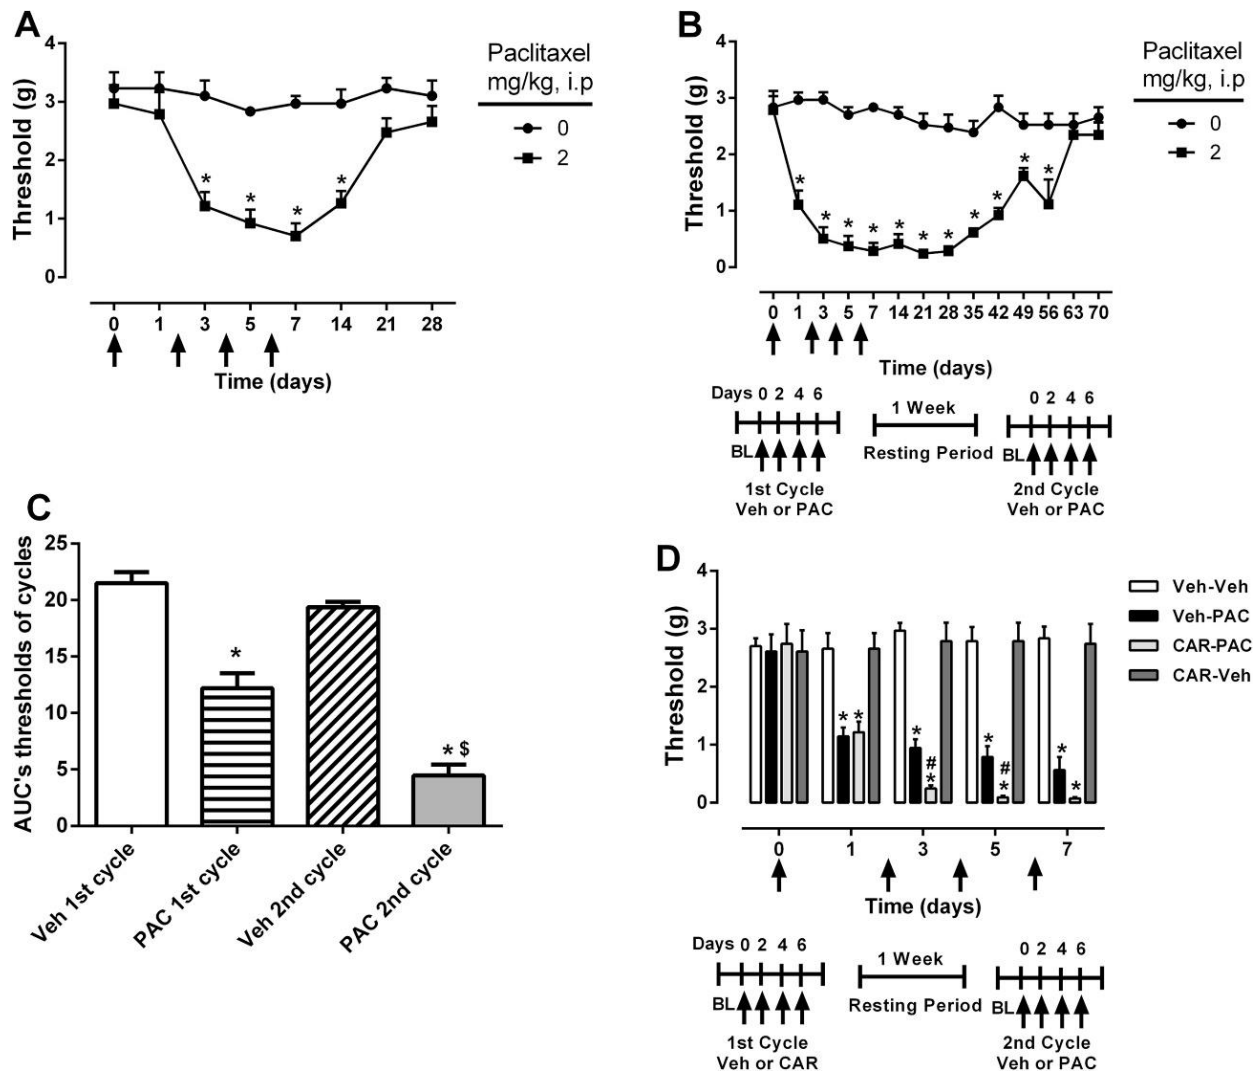 A
Threshold (g)
4
3
2
1
0
* * * *
0 1 3 5 7 14 21 28
Time (days)
Paclitaxel
mg/kg, i.p
0
2
B
Threshold (g)
4
3
2
1
0
* * * * * * * * * * *
0 1 3 5 7 14 21 28 35 42 49 56 63 70
Time (days)
Paclitaxel
mg/kg, i.p
0
2
Days 0 2 4 6
BL
1st Cycle
Veh or PAC
1 Week
Resting Period
0 2 4 6
BL
2nd Cycle
Veh or PAC
C
AUC's thresholds of cycles
25
20
15
10
5
0
*
* $
Veh 1st cycle
PAC 1st cycle
Veh 2nd cycle
PAC 2nd cycle
D
Threshold (g)
4
3
2
1
0
* *
* # *
* # *
* *
0 1 3 5 7
Time (days)
Veh-Veh
Veh-PAC
CAR-PAC
CAR-Veh
Days 0 2 4 6
BL
1st Cycle
Veh or CAR
1 Week
Resting Period
0 2 4 6
BL
2nd Cycle
Veh or PAC